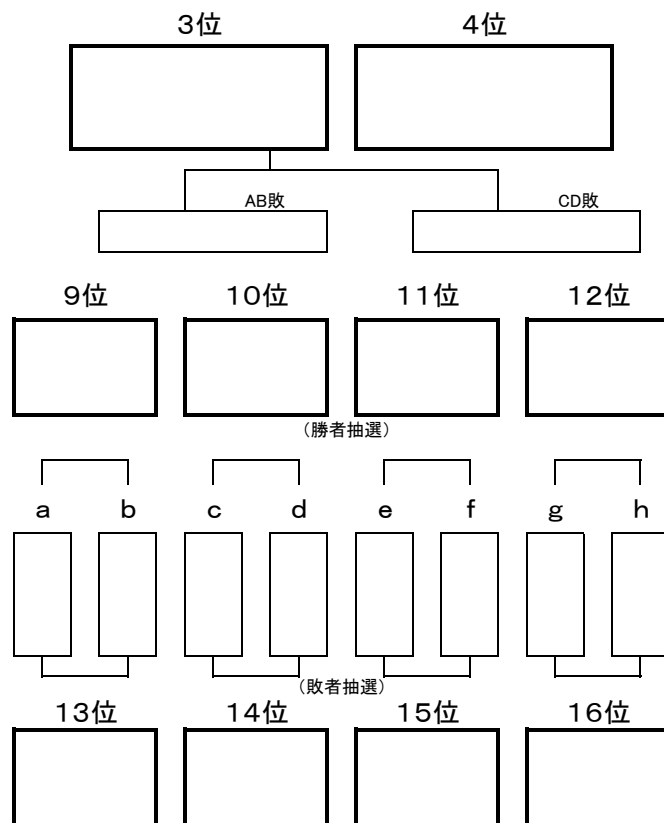 3位 4位
AB敗 CD敗
9位 10位 11位 12位
(勝者抽選)
a b c d e f g h
(敗者抽選)
13位 14位 15位 16位